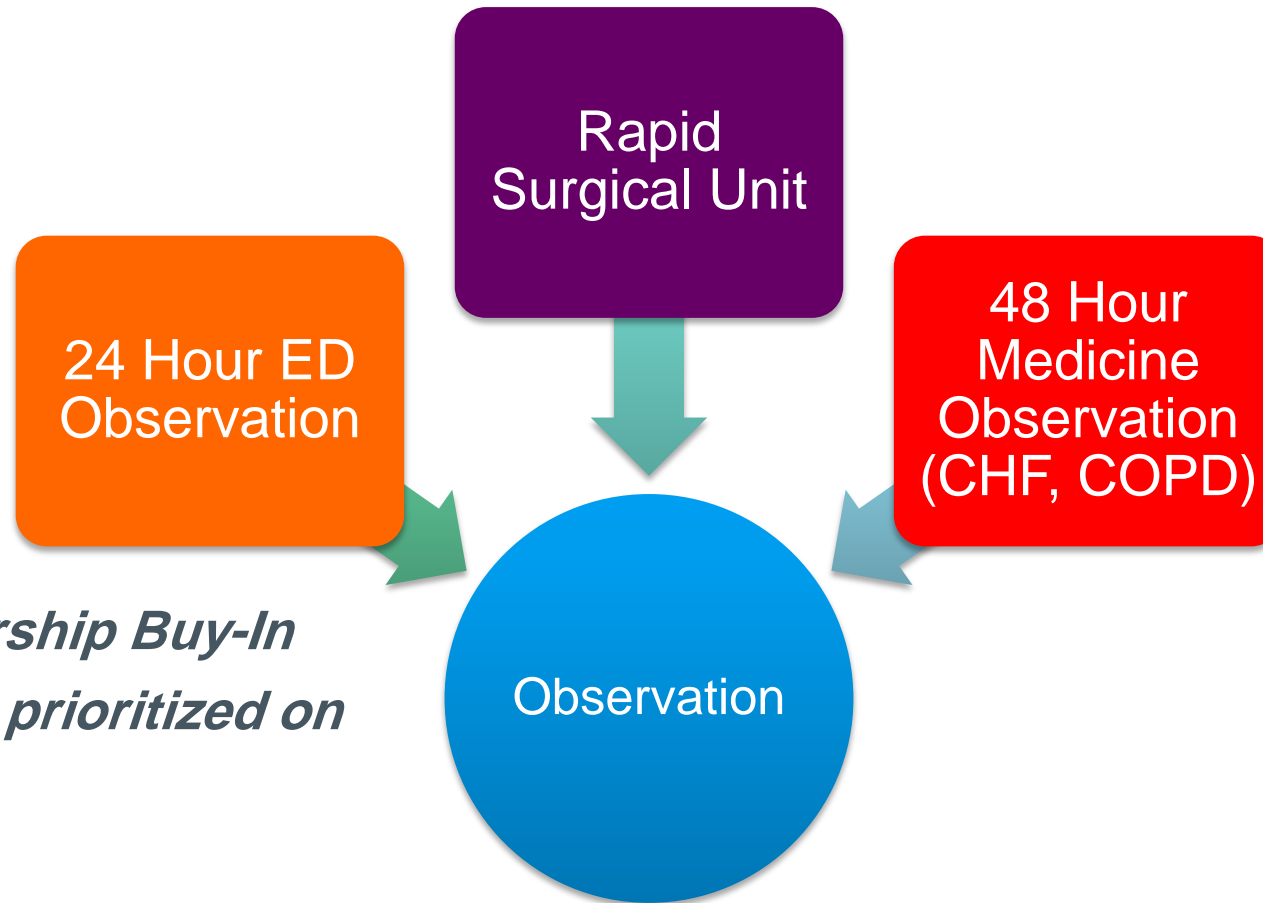 Rapid
Surgical Unit
24 Hour ED
Observation
48 Hour
Medicine
Observation
(CHF, COPD)
rship Buy-In
prioritized on
Observation